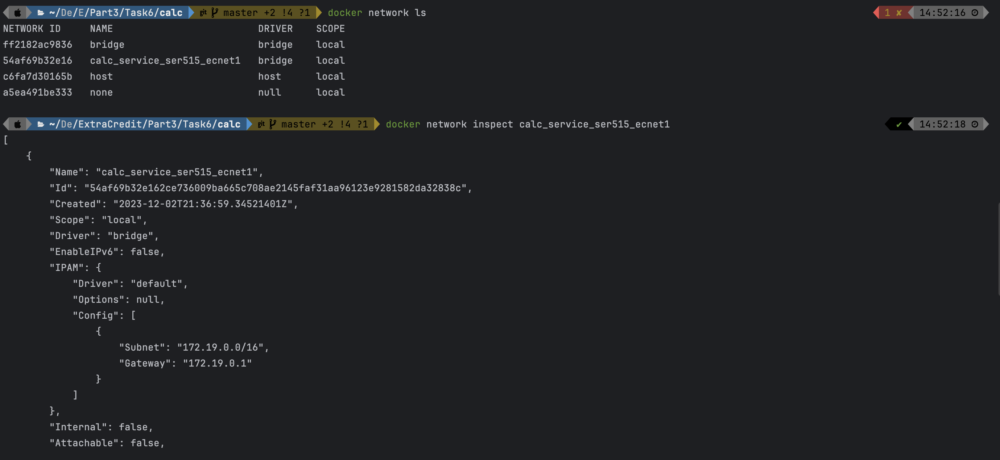 ~/De/E/Part3/Task6/calc git master +2 !4 ?1 docker network ls 1 ✘ 14:52:16
NETWORK ID NAME DRIVER SCOPE
ff2182ac9836 bridge bridge local
54af69b32e16 calc_service_ser515_ecnet1 bridge local
c6fa7d30165b host host local
a5ea491be333 none null local
~/De/ExtraCredit/Part3/Task6/calc git master +2 !4 ?1 docker network inspect calc_service_ser515_ecnet1 ✔ 14:52:18
[
    {
        "Name": "calc_service_ser515_ecnet1",
        "Id": "54af69b32e162ce736009ba665c708ae2145faf31aa96123e9281582da32838c",
        "Created": "2023-12-02T21:36:59.34521401Z",
        "Scope": "local",
        "Driver": "bridge",
        "EnableIPv6": false,
        "IPAM": {
            "Driver": "default",
            "Options": null,
            "Config": [
                {
                    "Subnet": "172.19.0.0/16",
                    "Gateway": "172.19.0.1"
                }
            ]
        },
        "Internal": false,
        "Attachable": false,